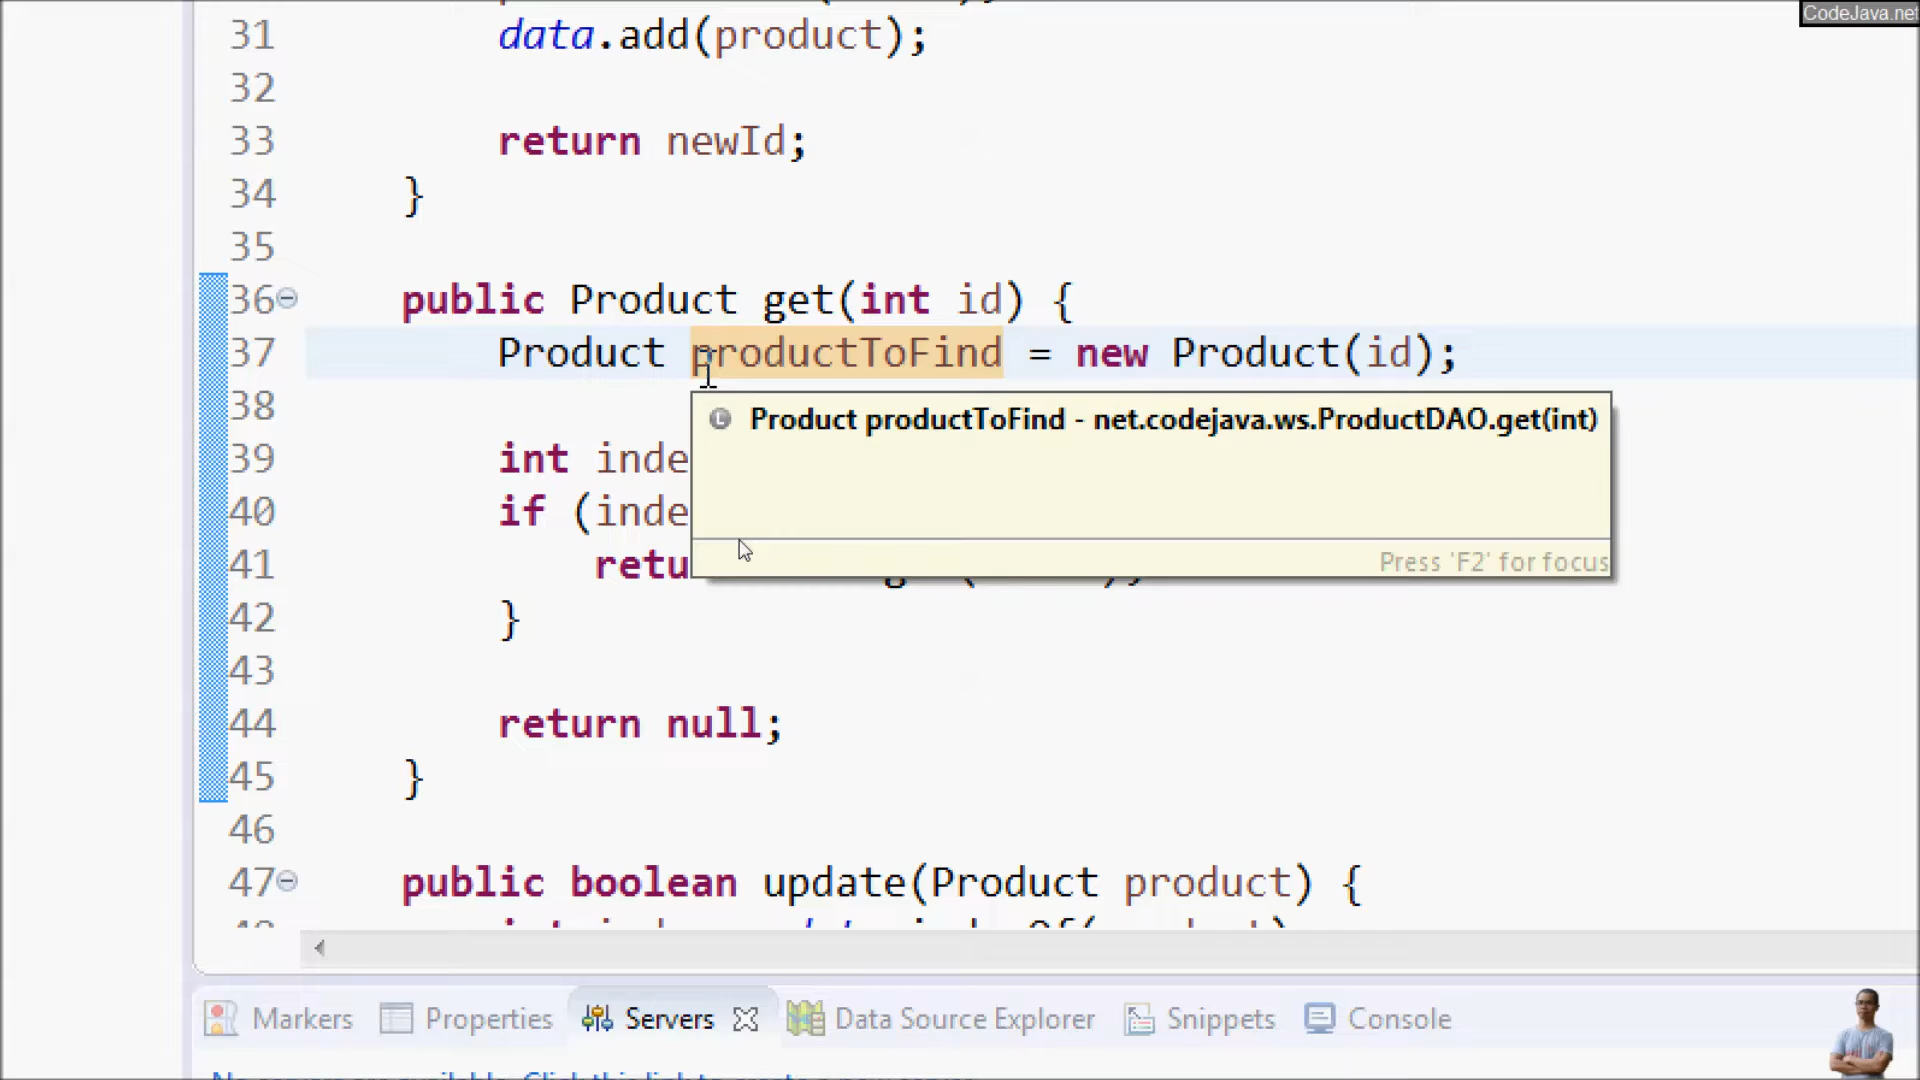 CodeJava.net
31 data.add(product);
32
33 return newId;
34 }
35
36 public Product get(int id) {
37 Product productToFind = new Product(id);
38
Product productToFind - net.codejava.ws.ProductDAO.get(int)
39 int inde
40 if (inde
41 retu
Press 'F2' for focus
42 }
43
44 return null;
45 }
46
47 public boolean update(Product product) {
Markers Properties Servers Data Source Explorer Snippets Console